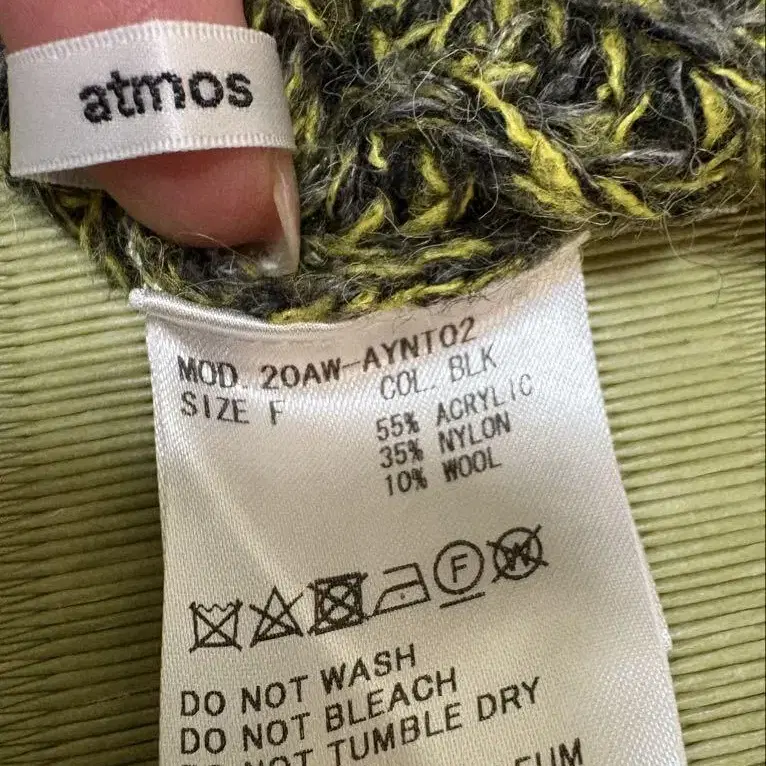 atmos
MOD. 20AW-AYNT02
SIZE F COL. BLK
55% ACRYLIC
35% NYLON
10% WOOL
F W
DO NOT WASH
DO NOT BLEACH
DO NOT TUMBLE DRY